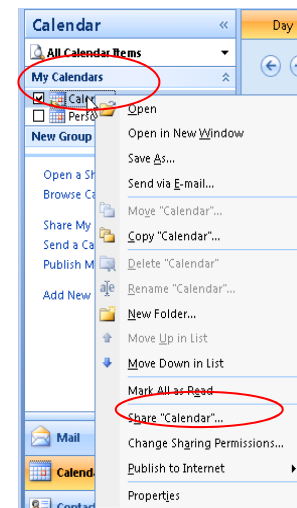 Calendar «
Day
All Calendar Items
My Calendars
Open
Open in New Window
New Group
Save As...
Send via E-mail...
Open a Sh
Browse Ca
Move "Calendar"...
Share My
Copy "Calendar"...
Send a Ca
Publish M
Delete "Calendar"
Add New
Rename "Calendar"...
New Folder...
Move Up in List
Move Down in List
Mark All as Read
Share "Calendar"...
Mail
Change Sharing Permissions...
Calend
Publish to Internet
Contac
Properties